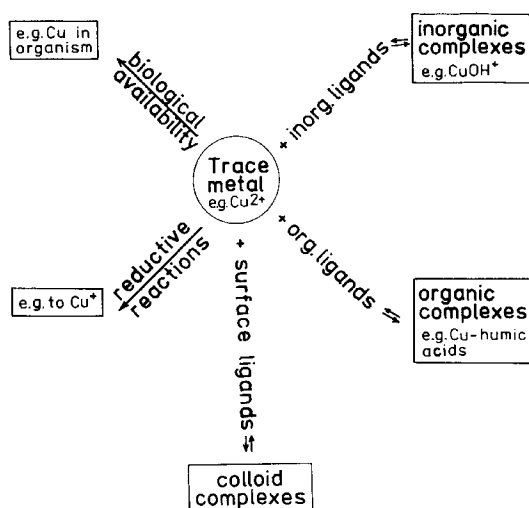 e.g. Cu in
organism
biological
availability
inorganic
complexes
e.g. CuOH⁺
+ inorg. ligands
Trace
metal
e.g. Cu²⁺
reductive
reactions
e.g. to Cu⁺
+ surface ligands
+ org. ligands
organic
complexes
e.g. Cu-humic
acids
colloid
complexes